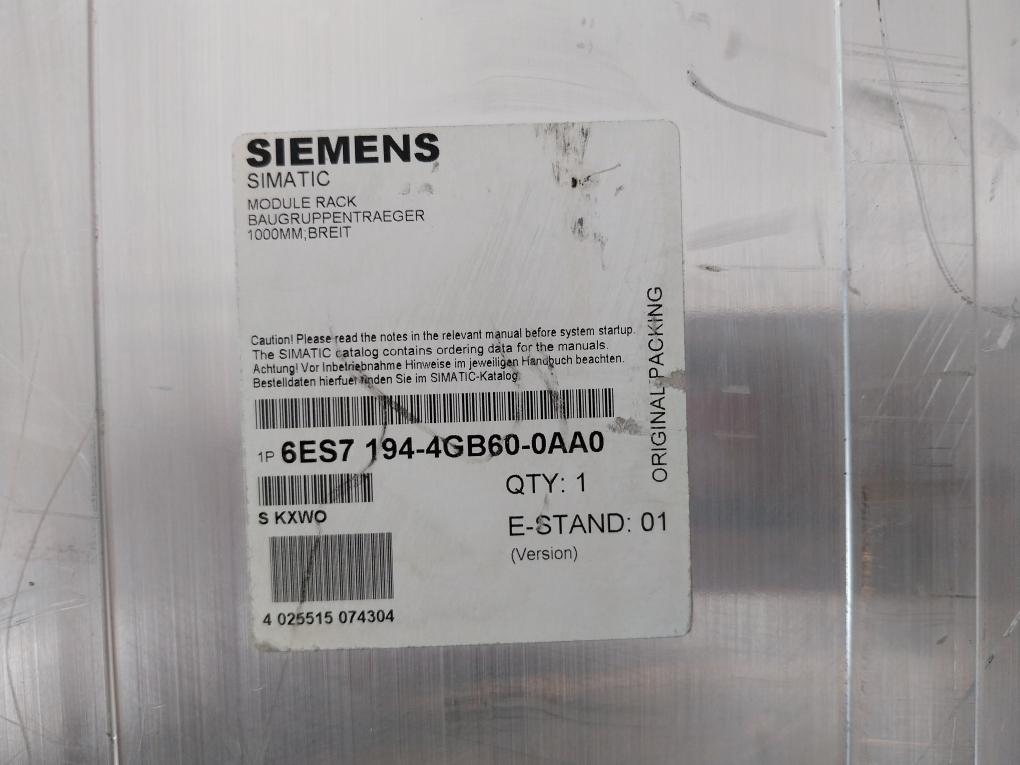 SIEMENS
SIMATIC
MODULE RACK
BAUGRUPPENTRAEGER
1000MM;BREIT
Caution! Please read the notes in the relevant manual before system startup.
The SIMATIC catalog contains ordering data for the manuals.
Achtung! Vor Inbetriebnahme Hinweise im jeweiligen Handbuch beachten.
Bestelldaten hierfuer finden Sie im SIMATIC-Katalog.
1P 6ES7 194-4GB60-0AA0
QTY: 1
S KXWO
E-STAND: 01
(Version)
4 025515 074304
ORIGINAL PACKING